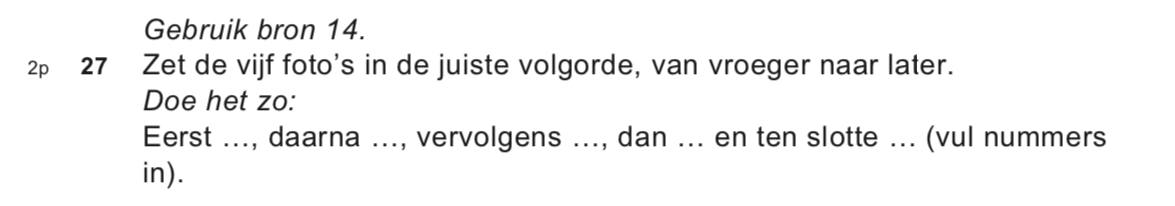 Gebruik bron 14.
2p 27 Zet de vijf foto's in de juiste volgorde, van vroeger naar later.
Doe het zo:
Eerst ..., daarna ..., vervolgens ..., dan ... en ten slotte ... (vul nummers
in).